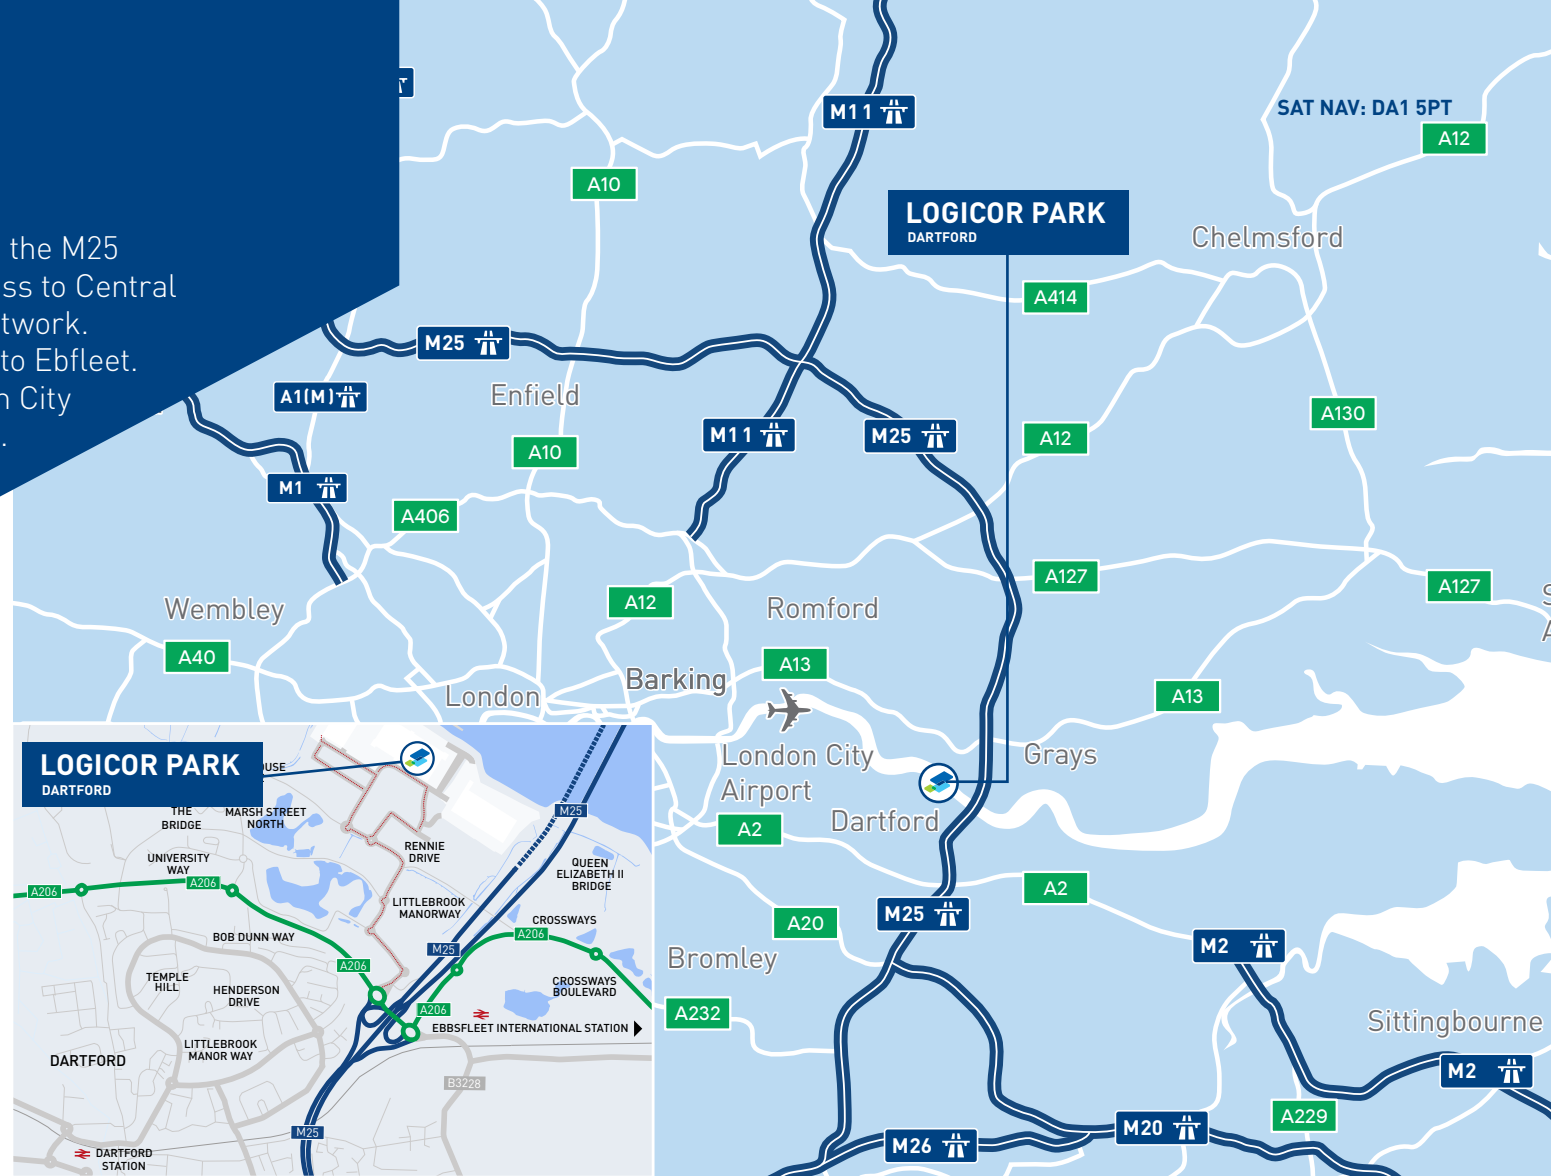 the M25
ss to Central
twork.
to Ebfleet.
n City
.
SAT NAV: DA1 5PT
M11
A12
A10
LOGICOR PARK
DARTFORD
Chelmsford
A414
M25
Enfield
A1(M)
A130
A10
M11
M25
A12
M1
A406
A127
A127
Wembley
A12
Romford
A40
A13
Barking
London
A13
London City
Airport
Grays
Dartford
A2
A2
A20
M25
Bromley
M2
A232
Sittingbourne
M2
A229
M20
M26
LOGICOR PARK
DARTFORD
OUSE
THE
BRIDGE
MARSH STREET
NORTH
M25
RENNIE
DRIVE
UNIVERSITY
WAY
QUEEN
ELIZABETH II
BRIDGE
A206
A206
LITTLEBROOK
MANORWAY
CROSSWAYS
A206
BOB DUNN WAY
M25
A206
TEMPLE
HILL
HENDERSON
DRIVE
CROSSWAYS
BOULEVARD
A206
EBBSFLEET INTERNATIONAL STATION
LITTLEBROOK
MANOR WAY
DARTFORD
B3228
M25
DARTFORD
STATION